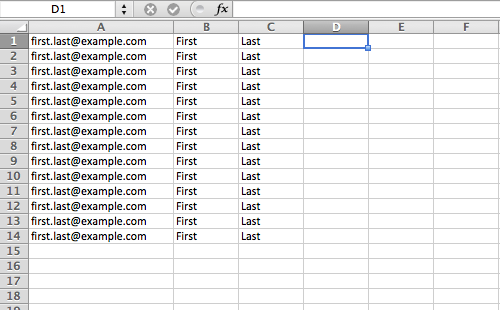 D1 fx
A B C D E F
1 first.last@example.com First Last
2 first.last@example.com First Last
3 first.last@example.com First Last
4 first.last@example.com First Last
5 first.last@example.com First Last
6 first.last@example.com First Last
7 first.last@example.com First Last
8 first.last@example.com First Last
9 first.last@example.com First Last
10 first.last@example.com First Last
11 first.last@example.com First Last
12 first.last@example.com First Last
13 first.last@example.com First Last
14 first.last@example.com First Last
15
16
17
18
19